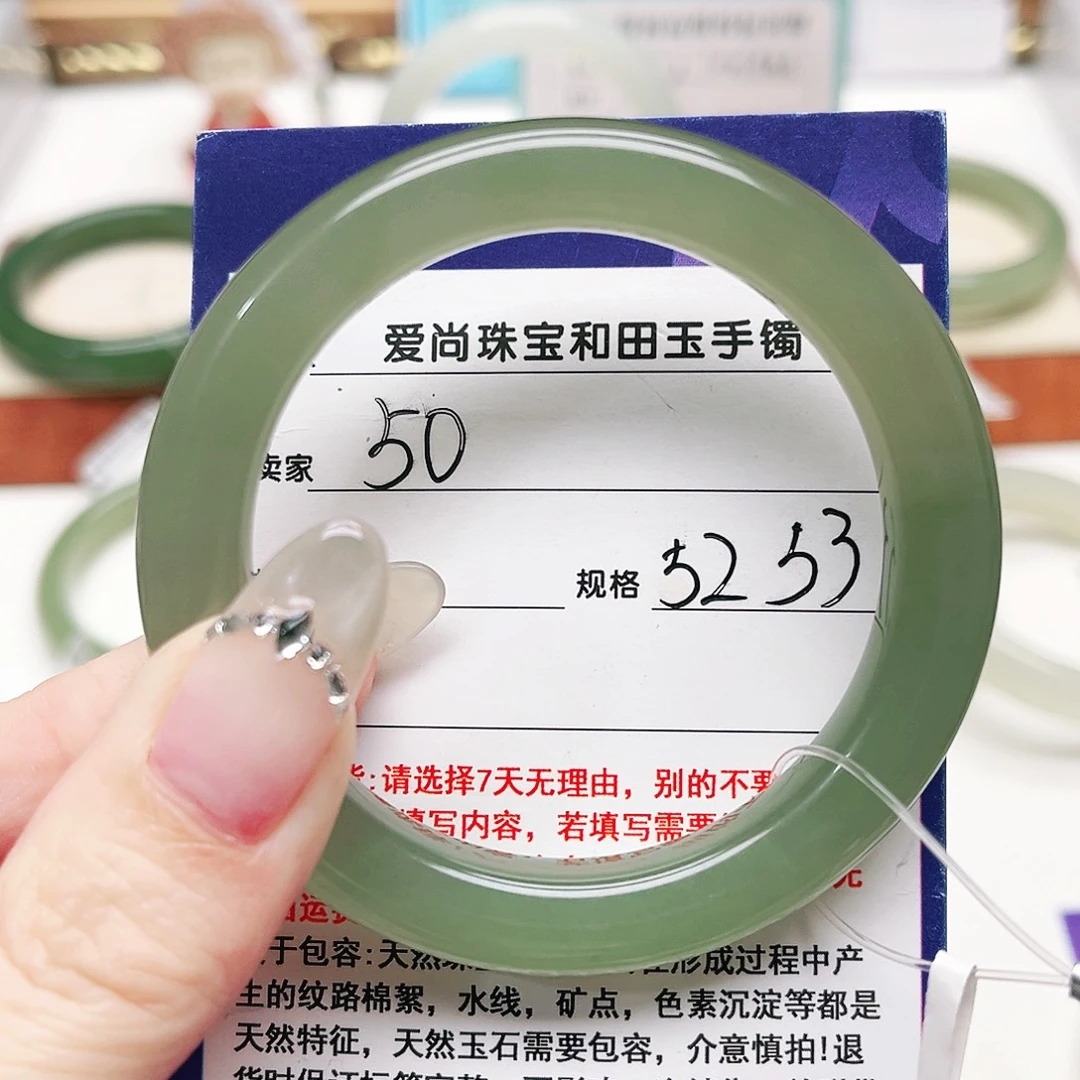 爱尚珠宝和田玉手镯
卖家 50
规格 52 53
:请选择7天无理由，别的不要
填写内容，若填写需要
元
运
于包容:天然 形成过程中产
生的纹路棉絮，水线，矿点，色素沉淀等都是
天然特征，天然玉石需要包容，介意慎拍!退